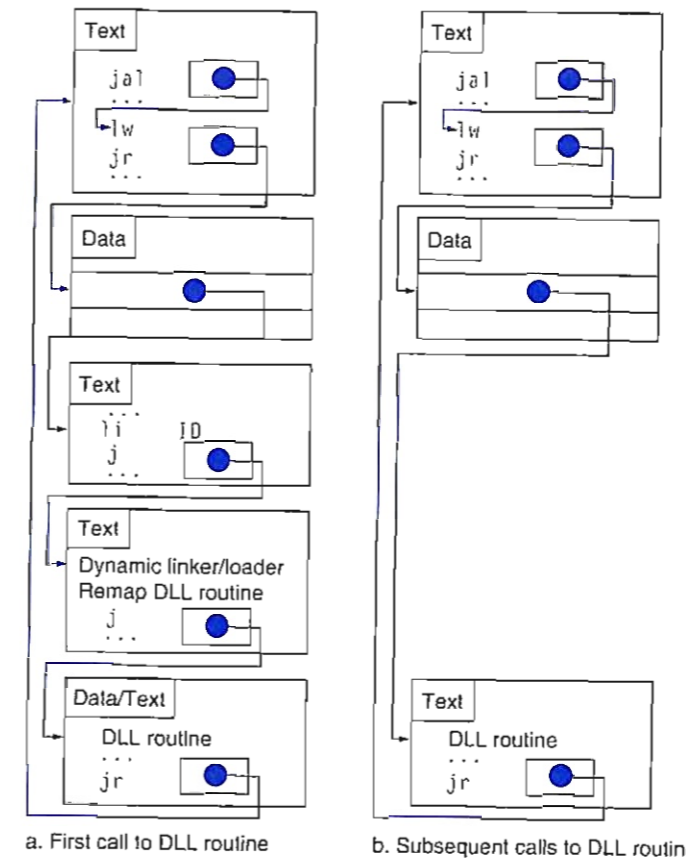 Text
jal
...
lw
jr
...
Data
Text
...
li ID
j
...
Text
Dynamic linker/loader
Remap DLL routine
j
...
Data/Text
DLL routine
...
jr
a. First call to DLL routine
Text
jal
...
lw
jr
...
Data
Text
DLL routine
...
jr
b. Subsequent calls to DLL routin